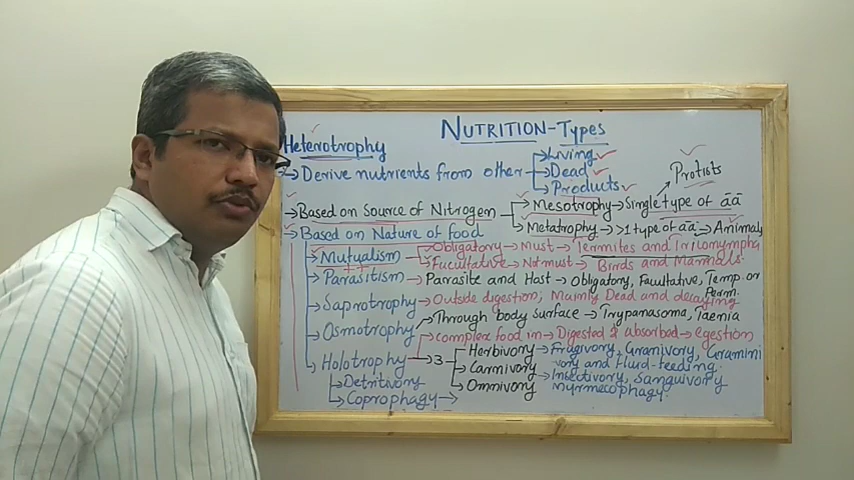 NUTRITION-Types
Heterotrophy
→ Derive nutrients from other
Living
Dead
Products
Protists
→ Based on Source of Nitrogen
Mesotrophy → Single type of āā
Metatrophy → >1 type of āā → Animals
→ Based on Nature of food
Mutualism
Obligatory → Must → Termites and Triconympha
Facultative → Not must → Birds and Mammals
Parasitism → Parasite and Host → Obligatory, Facultative, Temp. or Perm.
Saprotrophy → Outside digestion; Mainly Dead and decaying
Osmotrophy → Through body surface → Trypanasoma, Taenia
complex food in → Digested & absorbed → egestion
Holotrophy → 3
Herbivory → Frugivory, Granivory, Gramini
vory and Fluid-feeding.
Carnivory → Insectivory, Sanguivory
Omnivory myrmecophagy.
→ Detritivory
→ Coprophagy →